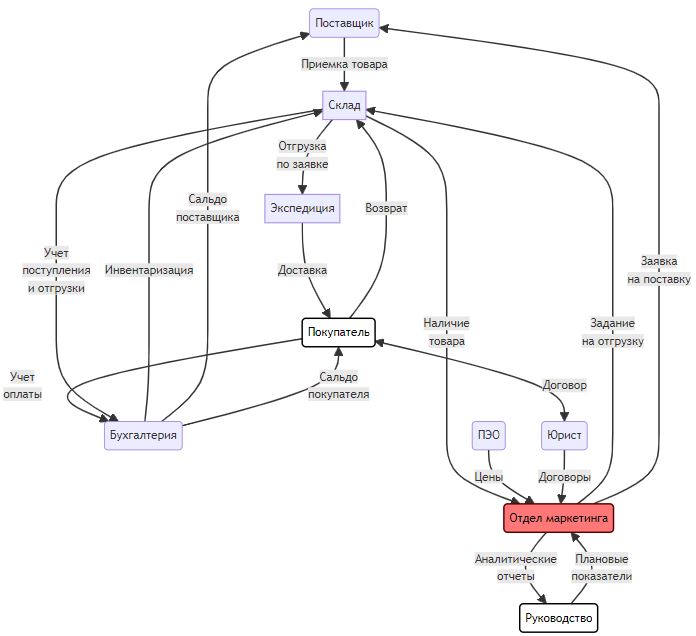 Поставщик
Приемка товара
Склад
Отгрузка
по заявке
Сальдо
поставщика
Экспедиция
Возврат
Учет
поступления
и отгрузки
Инвентаризация
Доставка
Заявка
на поставку
Покупатель
Наличие
товара
Задание
на отгрузку
Учет
оплаты
Сальдо
покупателя
Договор
Бухгалтерия
ПЭО
Юрист
Цены
Договоры
Отдел маркетинга
Аналитические
отчеты
Плановые
показатели
Руководство